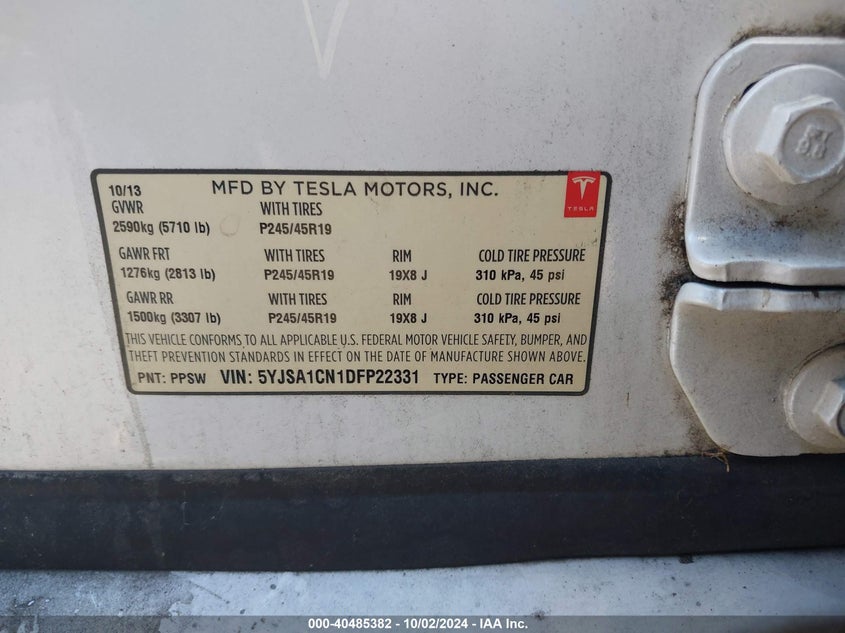 10/13 MFD BY TESLA MOTORS, INC.
TESLA
GVWR WITH TIRES
2590kg (5710 lb) P245/45R19
GAWR FRT WITH TIRES RIM COLD TIRE PRESSURE
1276kg (2813 lb) P245/45R19 19X8 J 310 kPa, 45 psi
GAWR RR WITH TIRES RIM COLD TIRE PRESSURE
1500kg (3307 lb) P245/45R19 19X8 J 310 kPa, 45 psi
THIS VEHICLE CONFORMS TO ALL APPLICABLE U.S. FEDERAL MOTOR VEHICLE SAFETY, BUMPER, AND
THEFT PREVENTION STANDARDS IN EFFECT ON THE DATE OF MANUFACTURE SHOWN ABOVE.
PNT: PPSW VIN: 5YJSA1CN1DFP22331 TYPE: PASSENGER CAR
000-40485382 - 10/02/2024 - IAA Inc.